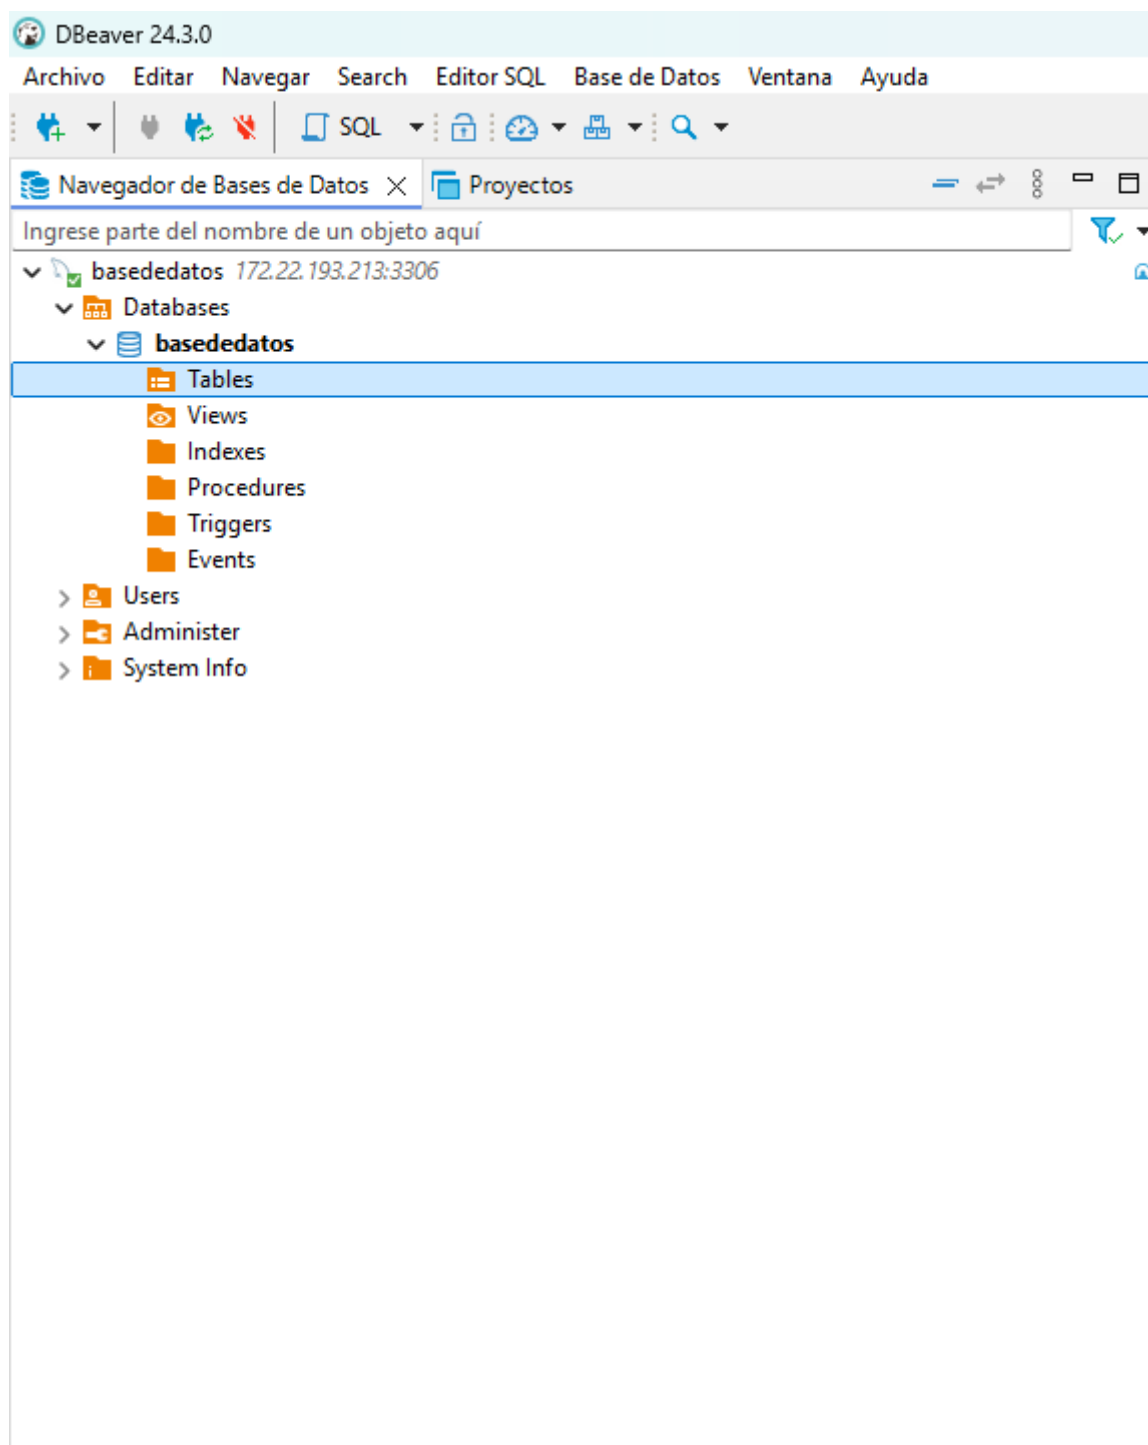 DBeaver 24.3.0
Archivo Editar Navegar Search Editor SQL Base de Datos Ventana Ayuda
SQL
Navegador de Bases de Datos Proyectos
Ingrese parte del nombre de un objeto aquí
basededatos 172.22.193.213:3306
Databases
basededatos
Tables
Views
Indexes
Procedures
Triggers
Events
Users
Administer
System Info